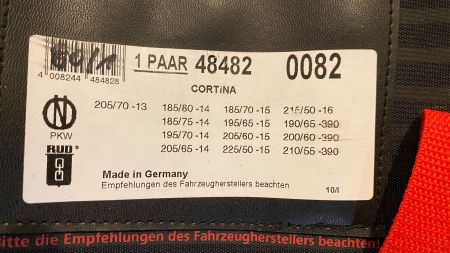 1 PAAR 48482 0082
4 008244 484828
CORTiNA
205/70 -13 185/80 -14 185/70 -15 215/50 -16
185/75 -14 195/65 -15 190/65 -390
195/70 -14 205/60 -15 200/60 -390
205/65 -14 225/50 -15 210/55 -390
N
PKW
RUD
Made in Germany
Empfehlungen des Fahrzeugherstellers beachten
10/I
Bitte die Empfehlungen des Fahrzeugherstellers beachten!